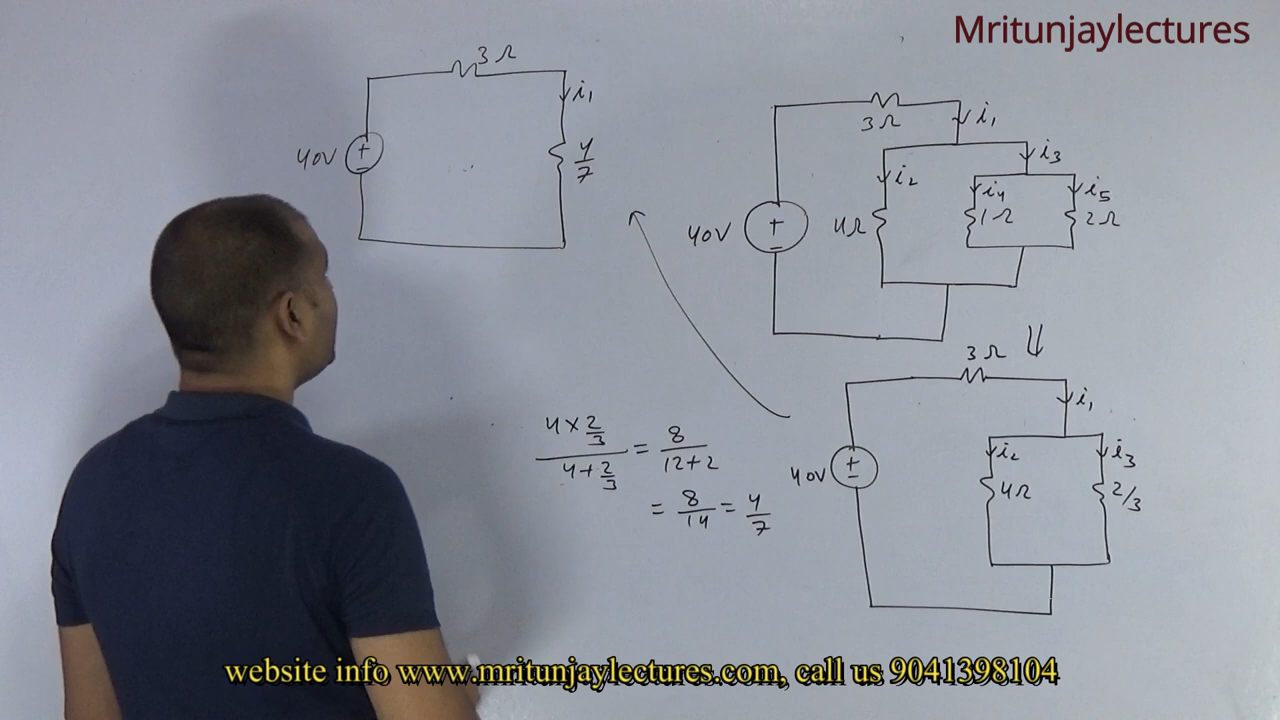 Mritunjaylectures
3Ω
i₁
40V
+
−
4/7
3Ω
i₁
i₂
i₃
i₄
i₅
40V
+
−
4Ω
1Ω
2Ω
⇓
3Ω
i₁
i₂
i₃
40V
+
−
4Ω
2/3
(4 × 2/3)/(4 + 2/3) = 8/(12+2)
= 8/14 = 4/7
website info www.mritunjaylectures.com, call us 9041398104